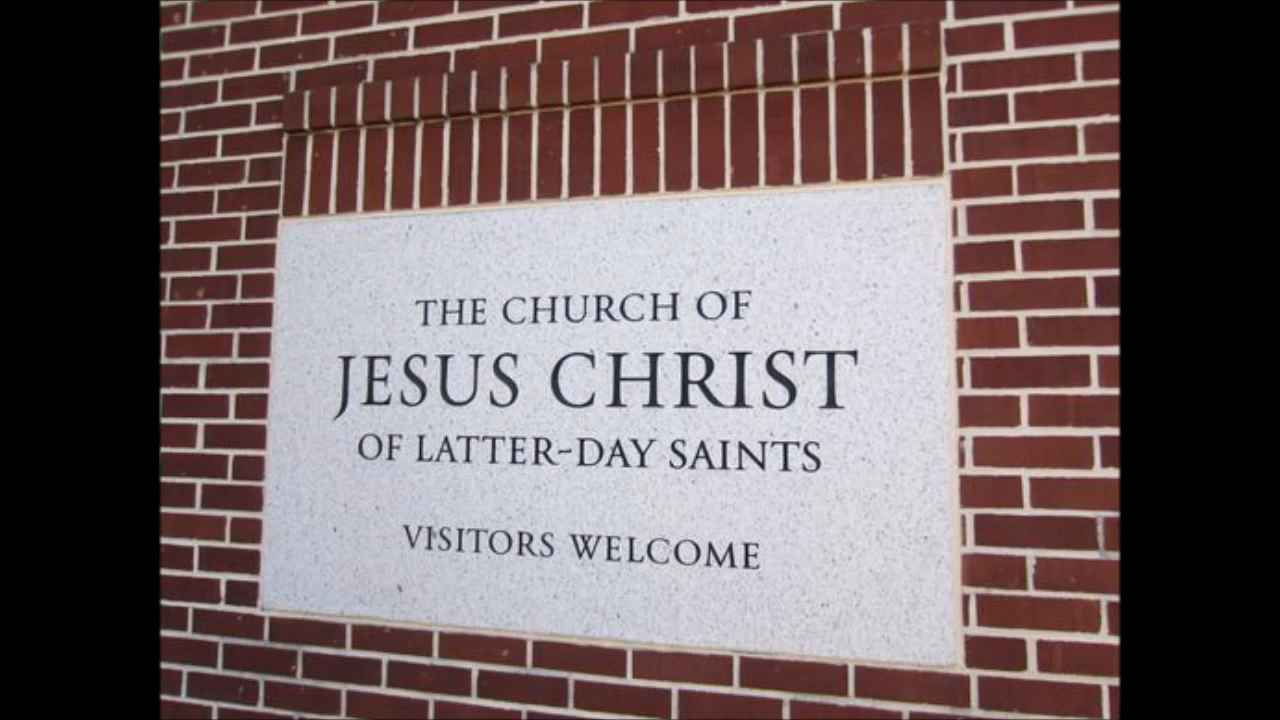 THE CHURCH OF
JESUS CHRIST
OF LATTER-DAY SAINTS
VISITORS WELCOME